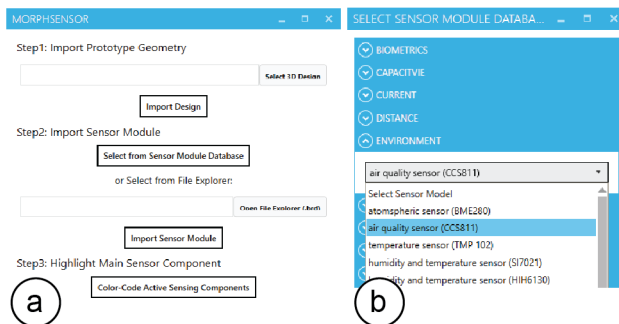 MORPHSENSOR
Step1: Import Prototype Geometry
Select 3D Design
Import Design
Step2: Import Sensor Module
Select from Sensor Module Database
or Select from File Explorer:
Open File Explorer (.brd)
Import Sensor Module
Step3: Highlight Main Sensor Component
Color-Code Active Sensing Components
a
SELECT SENSOR MODULE DATABA...
BIOMETRICS
CAPACITVIE
CURRENT
DISTANCE
ENVIRONMENT
air quality sensor (CCS811)
Select Sensor Model
atomspheric sensor (BME280)
air quality sensor (CCS811)
temperature sensor (TMP 102)
humidity and temperature sensor (SI7021)
humidity and temperature sensor (HIH6130)
b